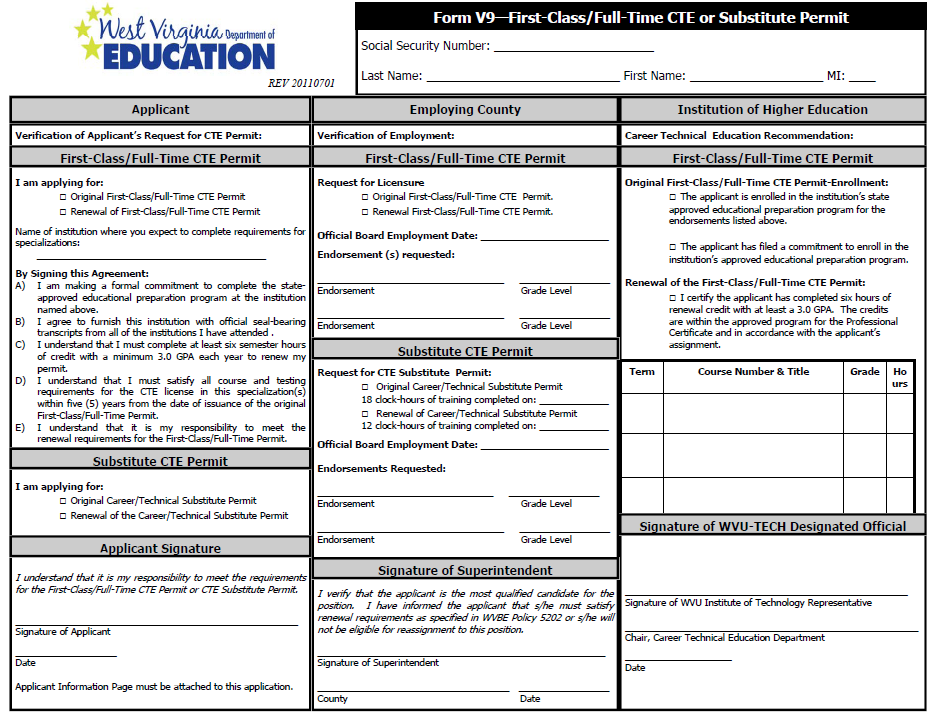 West Virginia Department of
EDUCATION
REV 20110701
Form V9—First-Class/Full-Time CTE or Substitute Permit
Social Security Number: ___________________________
Last Name: ________________________________ First Name: ______________________ MI: ____
Applicant
Verification of Applicant's Request for CTE Permit:
First-Class/Full-Time CTE Permit
I am applying for:
□ Original First-Class/Full-Time CTE Permit
□ Renewal of First-Class/Full-Time CTE Permit
Name of institution where you expect to complete requirements for
specializations:
_______________________________________
By Signing this Agreement:
A) I am making a formal commitment to complete the state-
approved educational preparation program at the institution
named above.
B) I agree to furnish this institution with official seal-bearing
transcripts from all of the institutions I have attended .
C) I understand that I must complete at least six semester hours
of credit with a minimum 3.0 GPA each year to renew my
permit.
D) I understand that I must satisfy all course and testing
requirements for the CTE license in this specialization(s)
within five (5) years from the date of issuance of the original
First-Class/Full-Time Permit.
E) I understand that it is my responsibility to meet the
renewal requirements for the First-Class/Full-Time Permit.
Substitute CTE Permit
I am applying for:
□ Original Career/Technical Substitute Permit
□ Renewal of the Career/Technical Substitute Permit
Applicant Signature
I understand that it is my responsibility to meet the requirements
for the First-Class/Full-Time CTE Permit or CTE Substitute Permit.
Signature of Applicant
Date
Applicant Information Page must be attached to this application.
Employing County
Verification of Employment:
First-Class/Full-Time CTE Permit
Request for Licensure
□ Original First-Class/Full-Time CTE Permit.
□ Renewal First-Class/Full-Time CTE Permit.
Official Board Employment Date: ______________________
Endorsement (s) requested:
Endorsement Grade Level
Endorsement Grade Level
Substitute CTE Permit
Request for CTE Substitute Permit:
□ Original Career/Technical Substitute Permit
18 clock-hours of training completed on: ____________
□ Renewal of Career/Technical Substitute Permit
12 clock-hours of training completed on: ____________
Official Board Employment Date: ______________________
Endorsements Requested:
Endorsement Grade Level
Endorsement Grade Level
Signature of Superintendent
I verify that the applicant is the most qualified candidate for the
position. I have informed the applicant that s/he must satisfy
renewal requirements as specified in WVBE Policy 5202 or s/he will
not be eligible for reassignment to this position.
Signature of Superintendent
County Date
Institution of Higher Education
Career Technical Education Recommendation:
First-Class/Full-Time CTE Permit
Original First-Class/Full-Time CTE Permit-Enrollment:
□ The applicant is enrolled in the institution's state
approved educational preparation program for the
endorsements listed above.
□ The applicant has filed a commitment to enroll in the
institution's approved educational preparation program.
Renewal of the First-Class/Full-Time CTE Permit:
□ I certify the applicant has completed six hours of
renewal credit with at least a 3.0 GPA. The credits
are within the approved program for the Professional
Certificate and in accordance with the applicant's
assignment.
Term Course Number & Title Grade Ho
urs
Signature of WVU-TECH Designated Official
Signature of WVU Institute of Technology Representative
Chair, Career Technical Education Department
Date